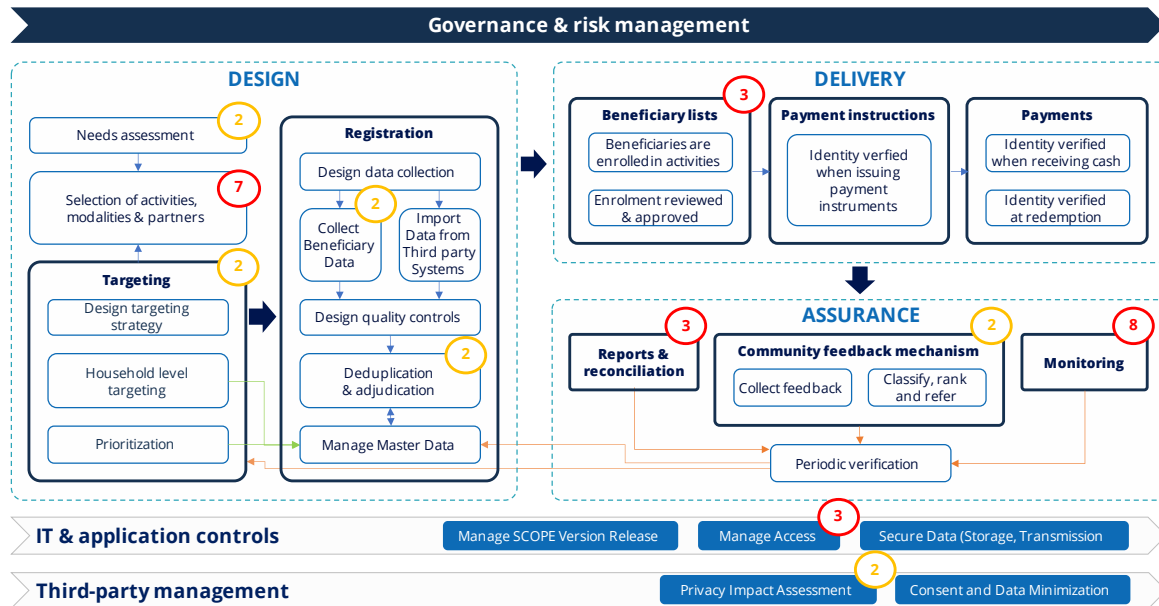 Governance & risk management
DESIGN
2
Needs assessment
7
Selection of activities,
modalities & partners
2
Targeting
Design targeting
strategy
Household level
targeting
Prioritization
Registration
Design data collection
2
Collect
Beneficiary
Data
Import
Data from
Third party
Systems
Design quality controls
2
Deduplication
& adjudication
Manage Master Data
DELIVERY
3
Beneficiary lists
Beneficiaries are
enrolled in activities
Enrolment reviewed
& approved
Payment instructions
Identity verfied
when issuing
payment
instruments
Payments
Identity verified
when receiving cash
Identity verified
at redemption
ASSURANCE
3
Reports &
reconciliation
2
Community feedback mechanism
Collect feedback
Classify, rank
and refer
8
Monitoring
Periodic verification
IT & application controls
Manage SCOPE Version Release
3
Manage Access
Secure Data (Storage, Transmission
Third-party management
2
Privacy Impact Assessment
Consent and Data Minimization